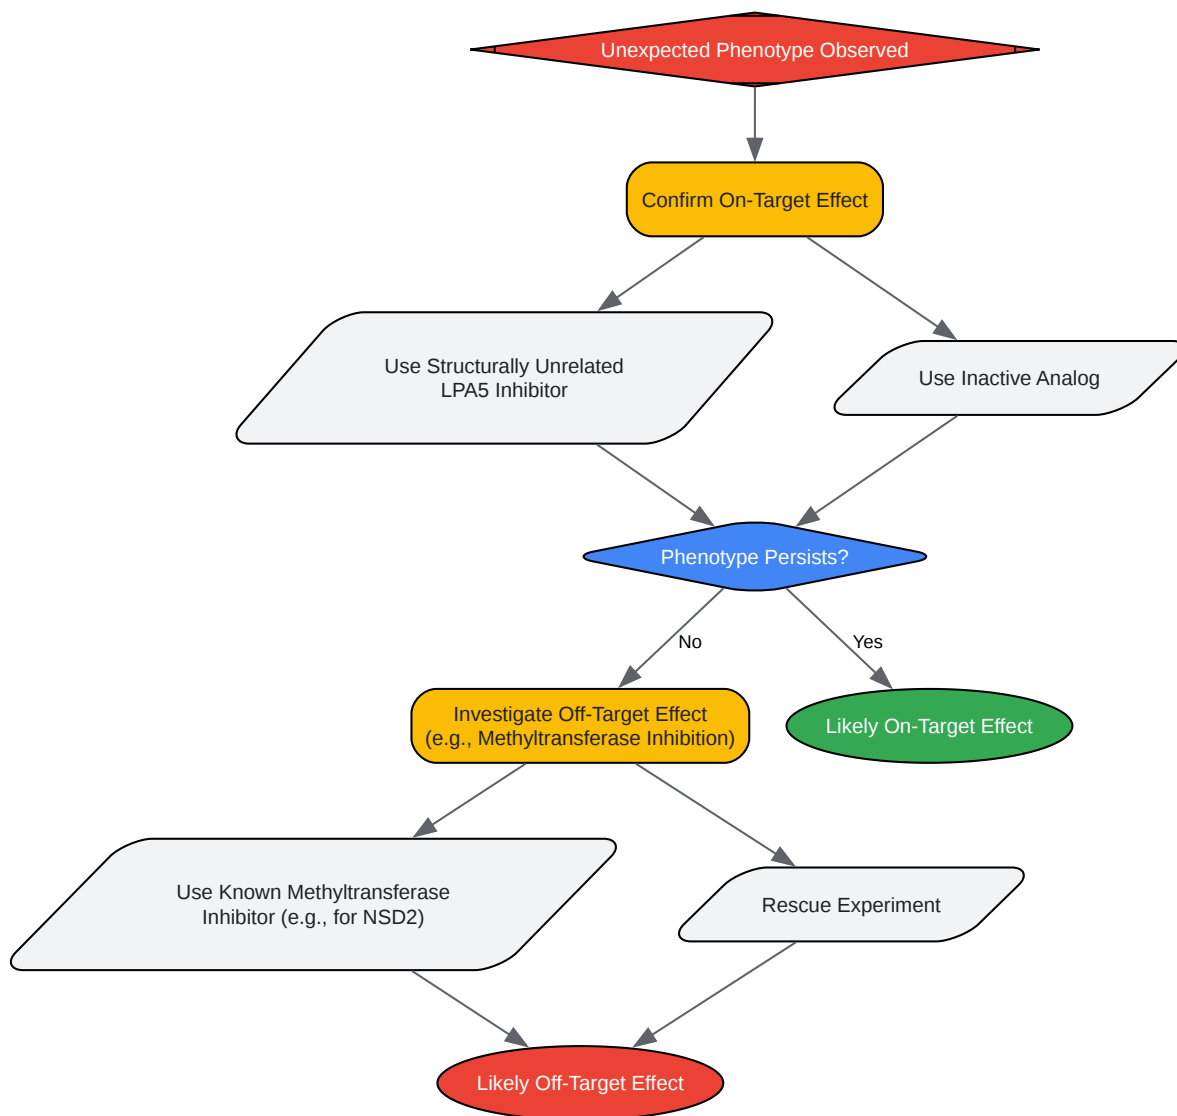 Unexpected Phenotype Observed
Confirm On-Target Effect
Use Structurally Unrelated
LPA5 Inhibitor
Use Inactive Analog
Phenotype Persists?
No
Yes
Investigate Off-Target Effect
(e.g., Methyltransferase Inhibition)
Likely On-Target Effect
Use Known Methyltransferase
Inhibitor (e.g., for NSD2)
Rescue Experiment
Likely Off-Target Effect